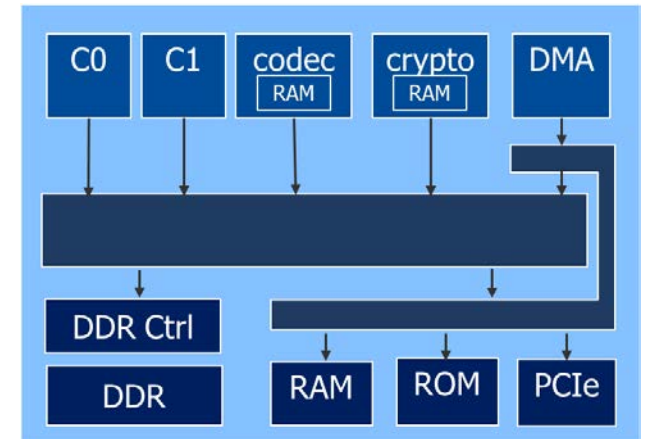 C0
C1
codec
RAM
crypto
RAM
DMA
DDR Ctrl
DDR
RAM
ROM
PCIe